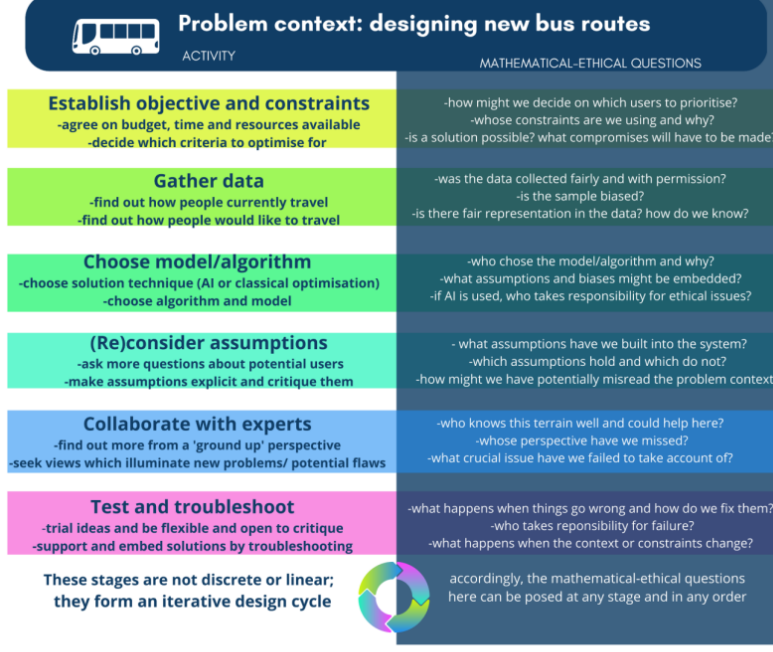 Problem context: designing new bus routes
ACTIVITY
MATHEMATICAL-ETHICAL QUESTIONS
Establish objective and constraints
-agree on budget, time and resources available
-decide which criteria to optimise for
-how might we decide on which users to prioritise?
-whose constraints are we using and why?
-is a solution possible? what compromises will have to be made?
Gather data
-find out how people currently travel
-find out how people would like to travel
-was the data collected fairly and with permission?
-is the sample biased?
-is there fair representation in the data? how do we know?
Choose model/algorithm
-choose solution technique (AI or classical optimisation)
-choose algorithm and model
-who chose the model/algorithm and why?
-what assumptions and biases might be embedded?
-if AI is used, who takes responsibility for ethical issues?
(Re)consider assumptions
-ask more questions about potential users
-make assumptions explicit and critique them
- what assumptions have we built into the system?
-which assumptions hold and which do not?
-how might we have potentially misread the problem context
Collaborate with experts
-find out more from a 'ground up' perspective
-seek views which illuminate new problems/ potential flaws
-who knows this terrain well and could help here?
-whose perspective have we missed?
-what crucial issue have we failed to take account of?
Test and troubleshoot
-trial ideas and be flexible and open to critique
-support and embed solutions by troubleshooting
-what happens when things go wrong and how do we fix them?
-who takes reponsibility for failure?
-what happens when the context or constraints change?
These stages are not discrete or linear;
they form an iterative design cycle
accordingly, the mathematical-ethical questions
here can be posed at any stage and in any order